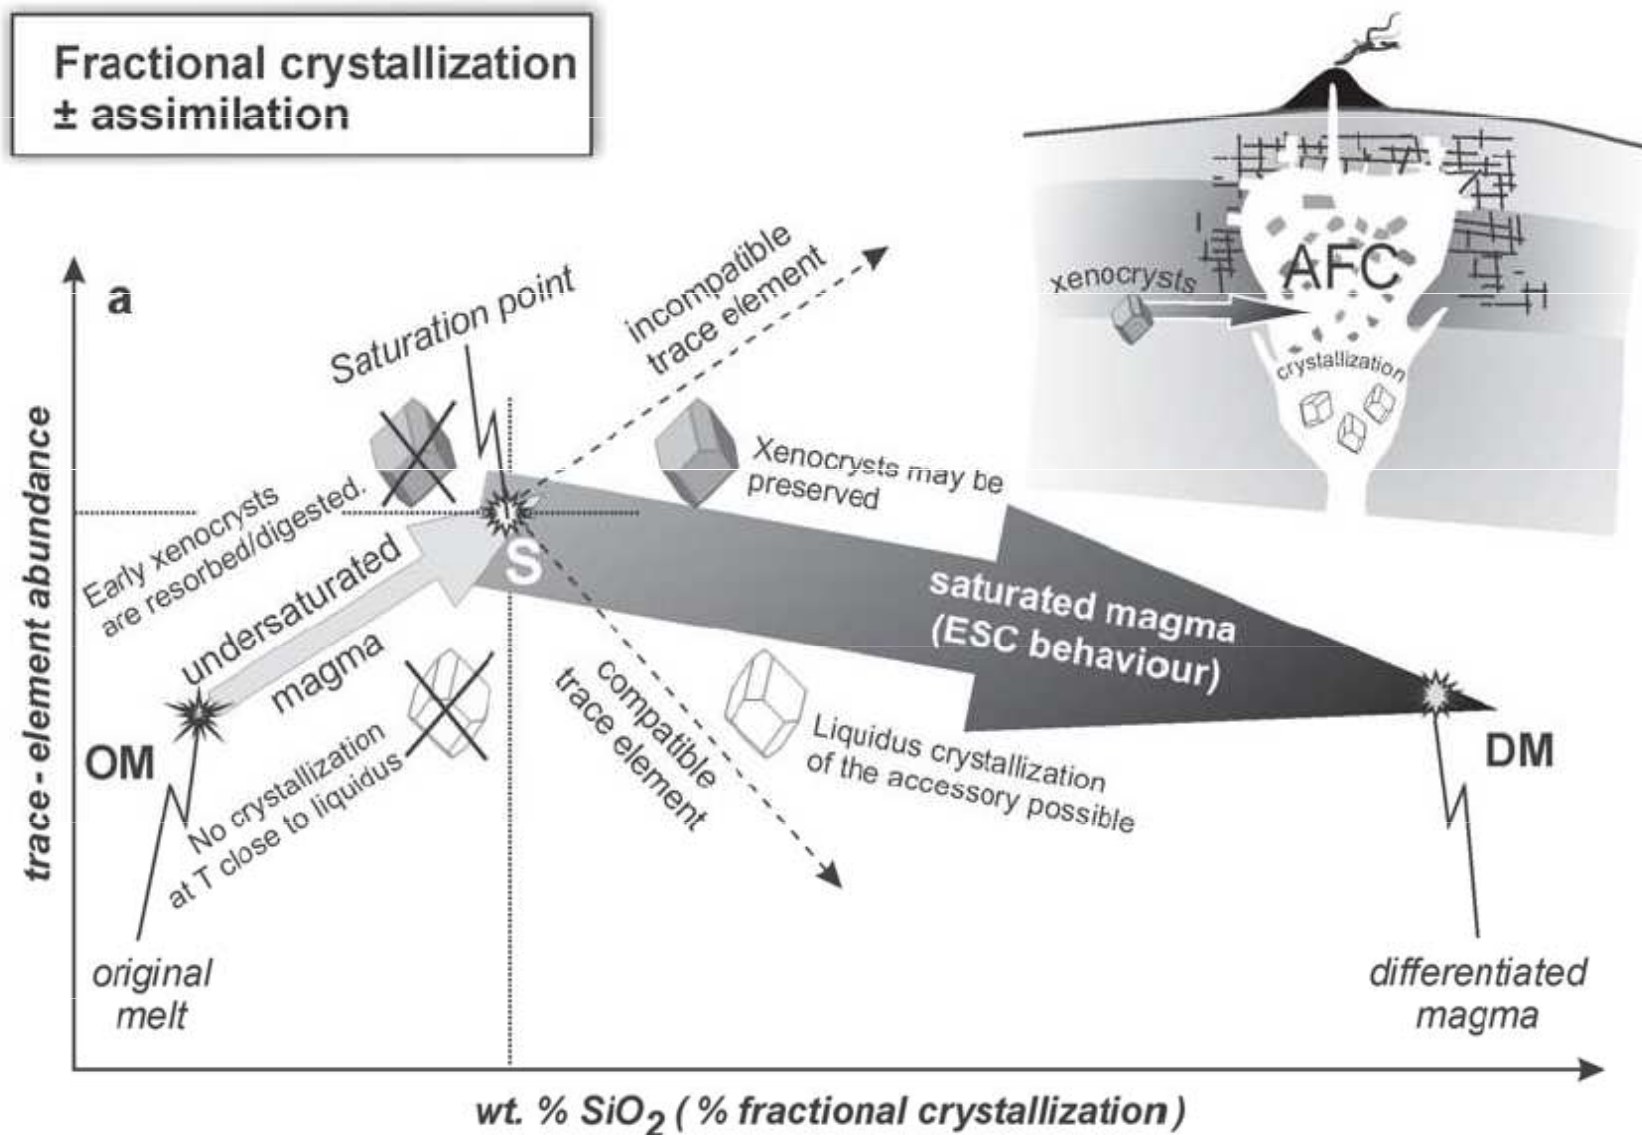 Fractional crystallization
± assimilation
a
Saturation point
incompatible
trace element
xenocrysts
AFC
crystallization
trace - element abundance
Early xenocrysts
are resorbed/digested.
Xenocrysts may be
preserved
undersaturated
magma
S
saturated magma
(ESC behaviour)
OM
No crystallization
at T close to liquidus
compatible
trace element
Liquidus crystallization
of the accessory possible
DM
original
melt
differentiated
magma
wt. % SiO₂ ( % fractional crystallization)